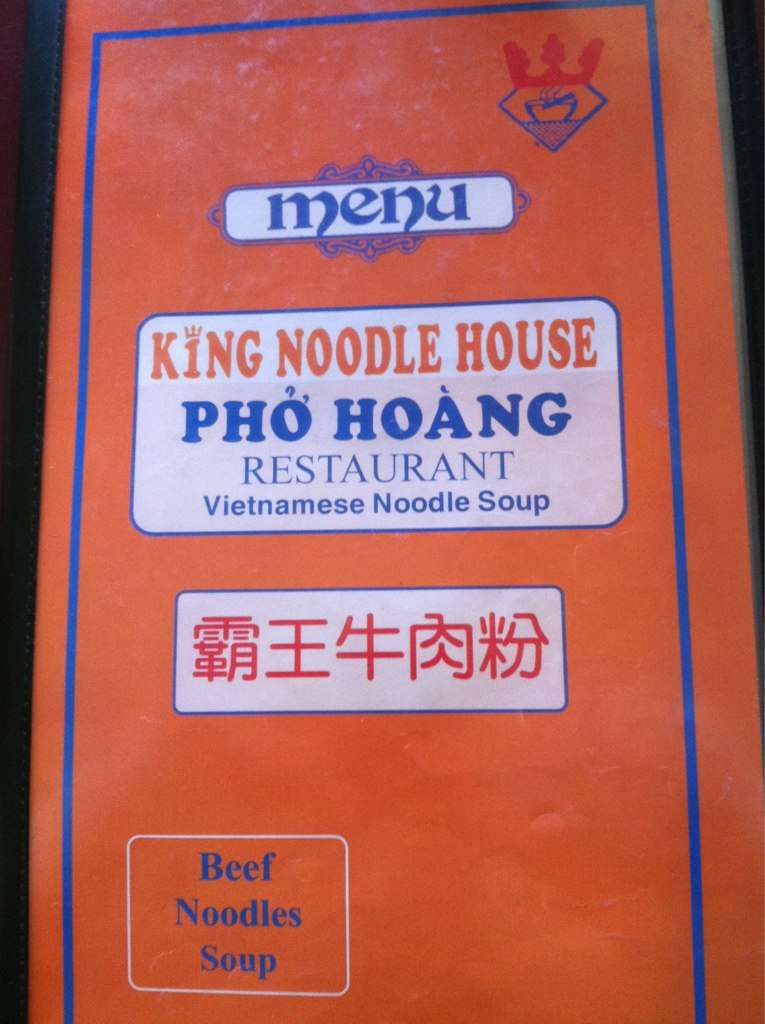 menu
KING NOODLE HOUSE
PHỞ HOÀNG
RESTAURANT
Vietnamese Noodle Soup
霸王牛肉粉
Beef
Noodles
Soup